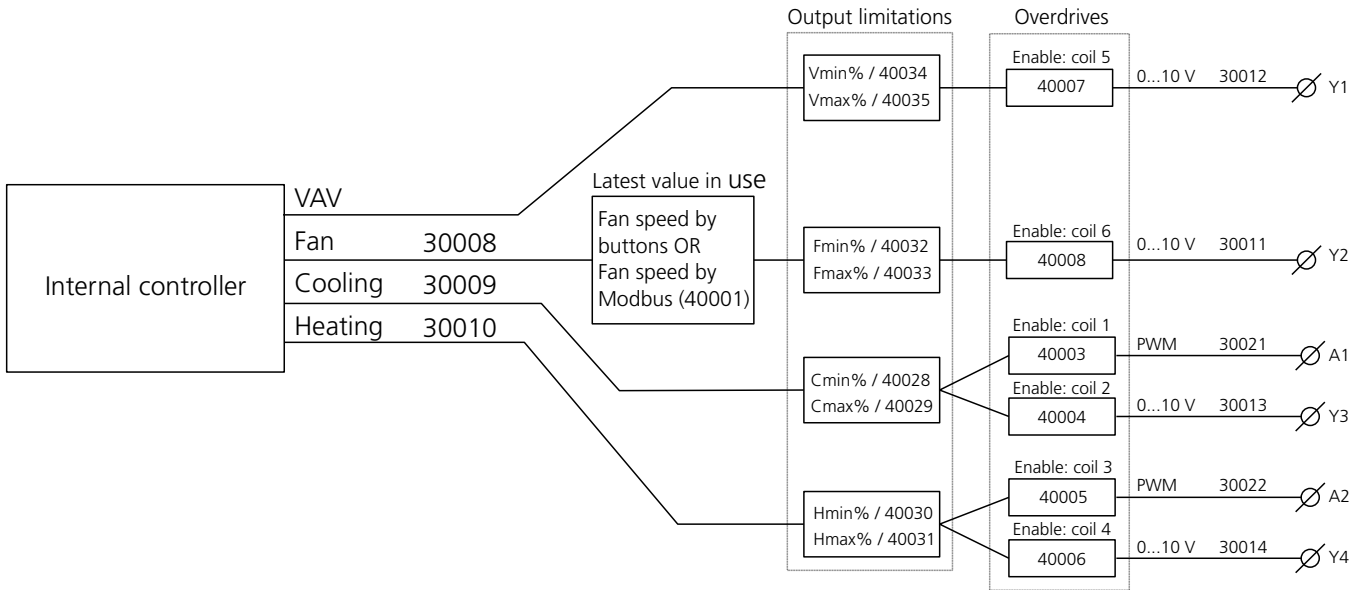 Output limitations
Overdrives
Internal controller
VAV
Fan 30008
Cooling 30009
Heating 30010
Latest value in use
Fan speed by
buttons OR
Fan speed by
Modbus (40001)
Vmin% / 40034
Vmax% / 40035
Enable: coil 5
40007
0...10 V 30012
Y1
Fmin% / 40032
Fmax% / 40033
Enable: coil 6
40008
0...10 V 30011
Y2
Cmin% / 40028
Cmax% / 40029
Enable: coil 1
40003
PWM 30021
A1
Enable: coil 2
40004
0...10 V 30013
Y3
Hmin% / 40030
Hmax% / 40031
Enable: coil 3
40005
PWM 30022
A2
Enable: coil 4
40006
0...10 V 30014
Y4